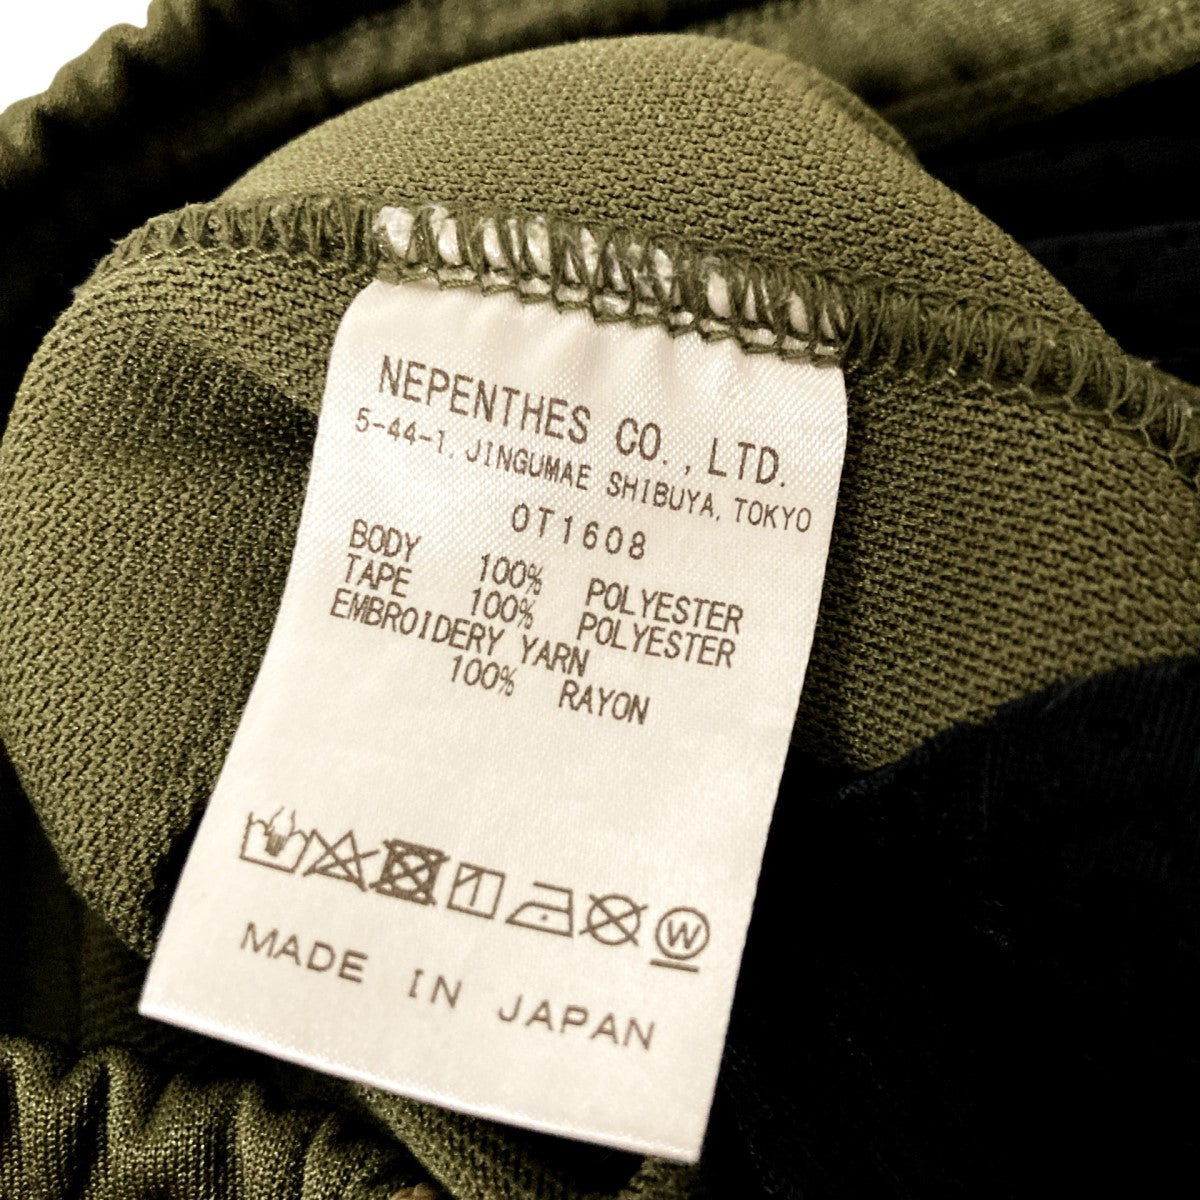 NEPENTHES CO., LTD.
5-44-1, JINGUMAE SHIBUYA, TOKYO
OT1608
BODY 100% POLYESTER
TAPE 100% POLYESTER
EMBROIDERY YARN
100% RAYON
W
MADE IN JAPAN